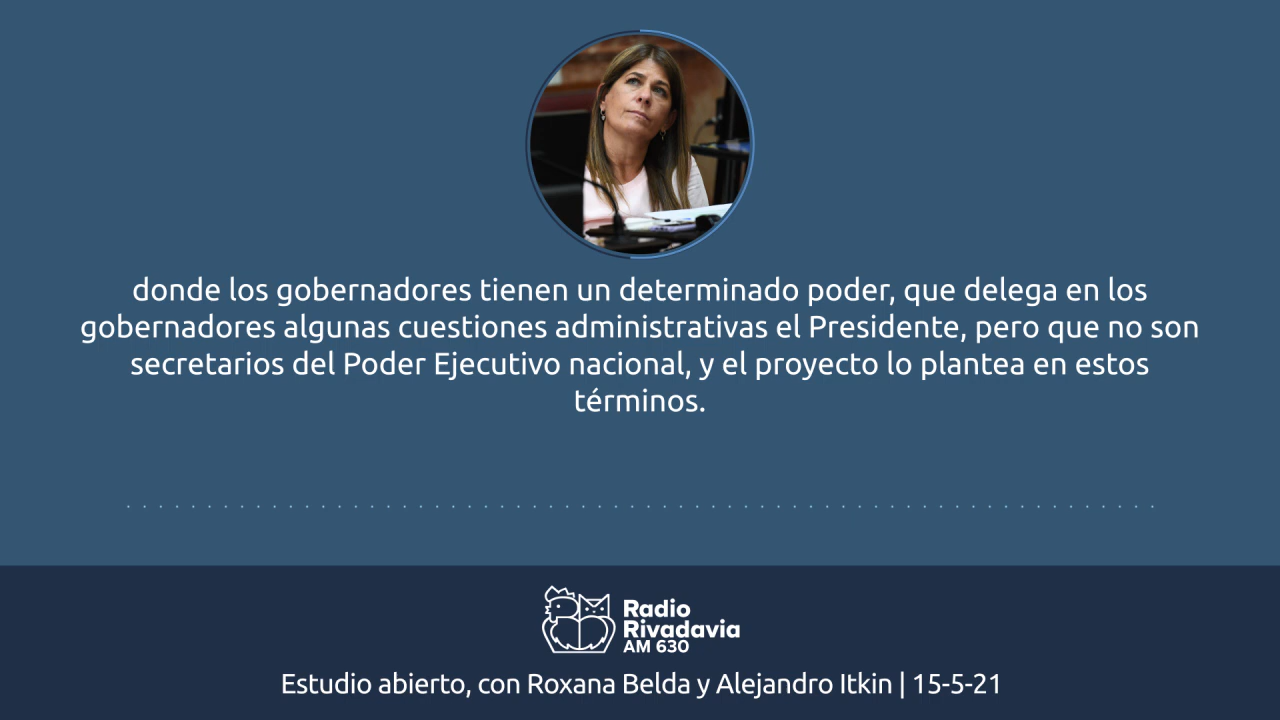 donde los gobernadores tienen un determinado poder, que delega en los
gobernadores algunas cuestiones administrativas el Presidente, pero que no son
secretarios del Poder Ejecutivo nacional, y el proyecto lo plantea en estos
términos.
Radio
Rivadavia
AM 630
Estudio abierto, con Roxana Belda y Alejandro Itkin | 15-5-21